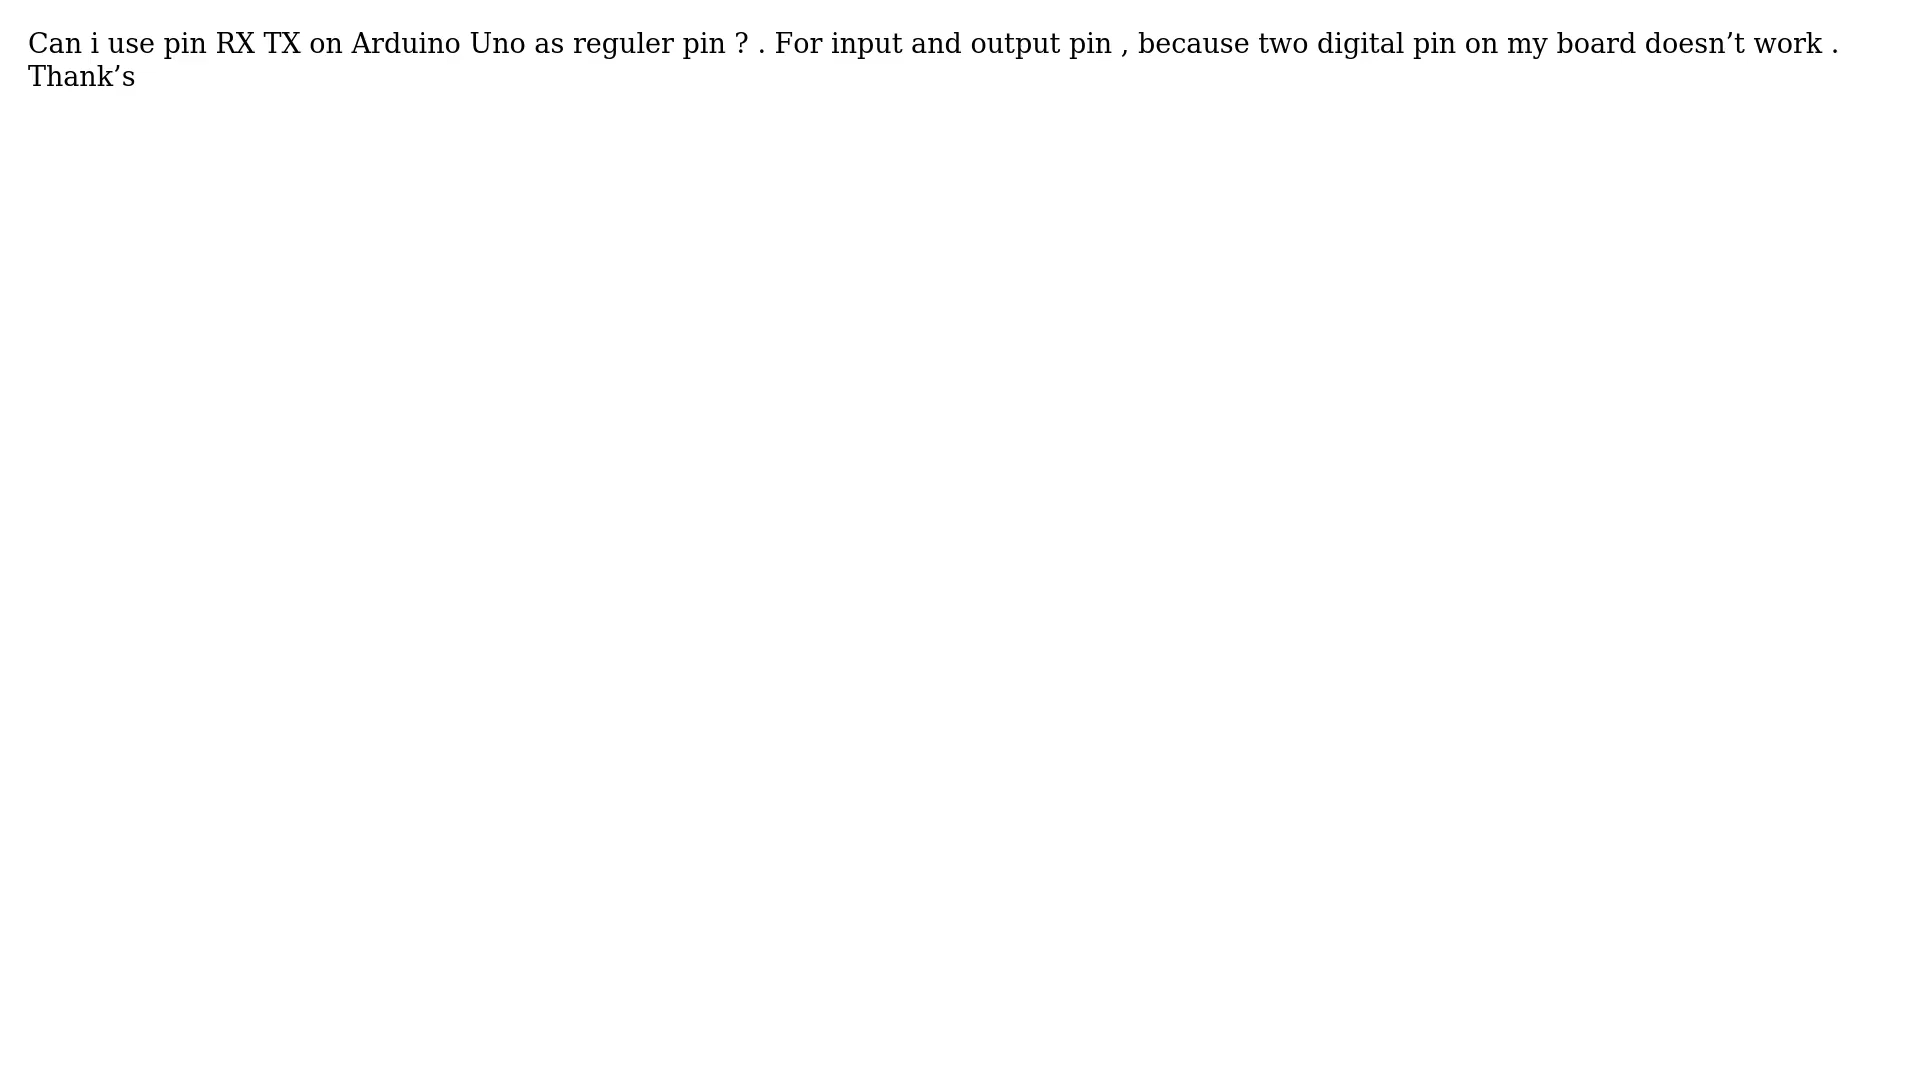 Can i use pin RX TX on Arduino Uno as reguler pin ? . For input and output pin , because two digital pin on my board doesn’t work .
Thank’s